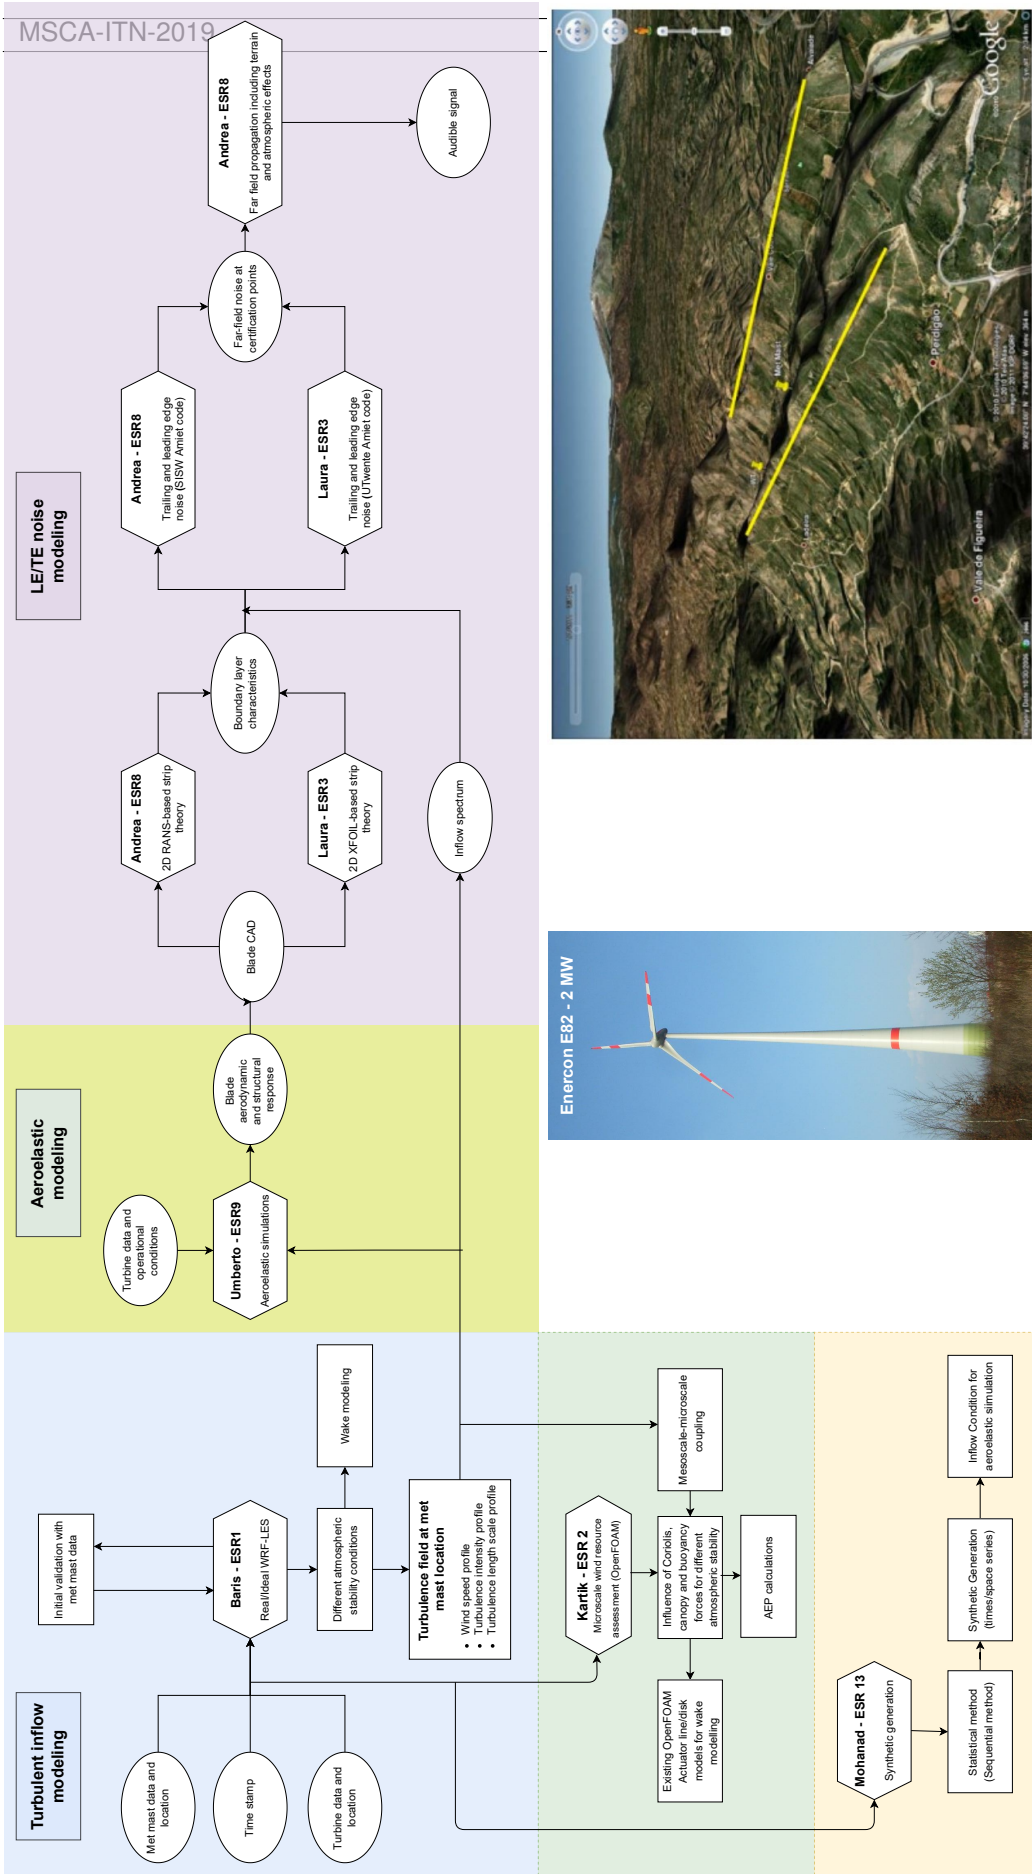 MSCA-ITN-2019
Turbulent inflow
modeling
Met mast data and
location
Time stamp
Turbine data and
location
Initial validation with
met mast data
Baris - ESR1
Real/Ideal WRF-LES
Different atmospheric
stability conditions
Wake modeling
Turbulence field at met
mast location
• Wind speed profile
• Turbulence intensity profile
• Turbulence length scale profile
Kartik - ESR 2
Microscale wind resource
assessment (OpenFOAM)
Mesoscale-microscale
coupling
Influence of Coriolis,
canopy and buoyancy
forces for different
atmospheric stability
Existing OpenFOAM
Actuator line/disk
models for wake
modelling
AEP calculations
Mohanad - ESR 13
Synthetic generation
Statistical method
(Sequential method)
Synthetic Generation
(times/space series)
Inflow Condition for
aeroelastic simulation
Aeroelastic
modeling
Turbine data and
operational
conditions
Umberto - ESR9
Aeroelastic simulations
Blade
aerodynamic
and structural
response
LE/TE noise
modeling
Blade CAD
Andrea - ESR8
2D RANS-based strip
theory
Laura - ESR3
2D XFOIL-based strip
theory
Inflow spectrum
Boundary layer
characteristics
Andrea - ESR8
Trailing and leading edge
noise (SISW Amiet code)
Laura - ESR3
Trailing and leading edge
noise (UTwente Amiet code)
Far-field noise at
certification points
Andrea - ESR8
Far field propagation including terrain
and atmospheric effects
Audible signal
Enercon E82 - 2 MW
Vale de Figueira
Perdigão
Met Mast
Alvaiade
Google